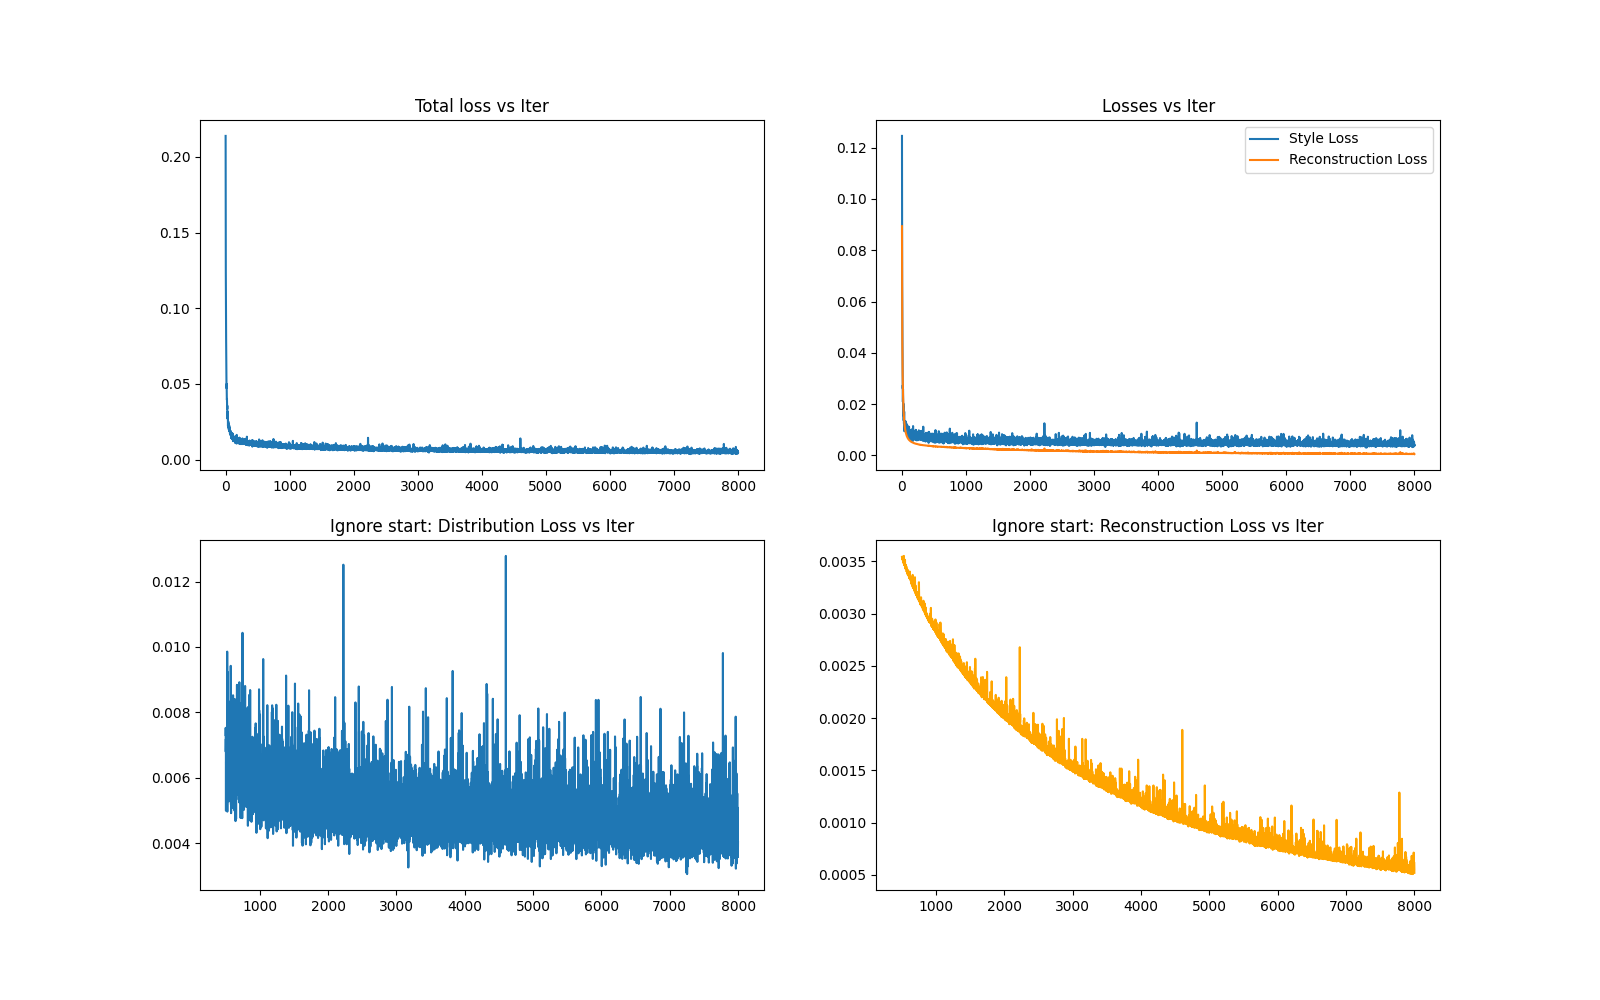 Total loss vs Iter
0.20
0.15
0.10
0.05
0.00
0 1000 2000 3000 4000 5000 6000 7000 8000
Losses vs Iter
Style Loss
Reconstruction Loss
0.12
0.10
0.08
0.06
0.04
0.02
0.00
0 1000 2000 3000 4000 5000 6000 7000 8000
Ignore start: Distribution Loss vs Iter
0.012
0.010
0.008
0.006
0.004
1000 2000 3000 4000 5000 6000 7000 8000
Ignore start: Reconstruction Loss vs Iter
0.0035
0.0030
0.0025
0.0020
0.0015
0.0010
0.0005
1000 2000 3000 4000 5000 6000 7000 8000